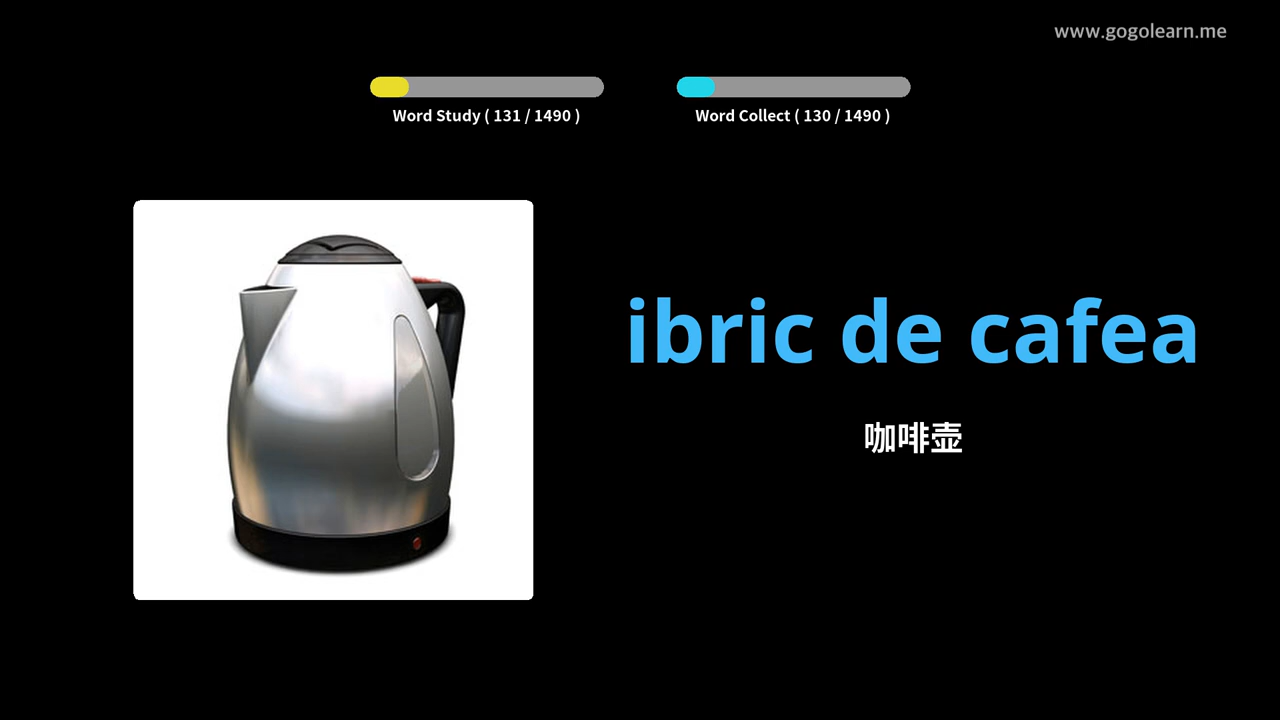 www.gogolearn.me
Word Study ( 131 / 1490 )
Word Collect ( 130 / 1490 )
ibric de cafea
咖啡壶